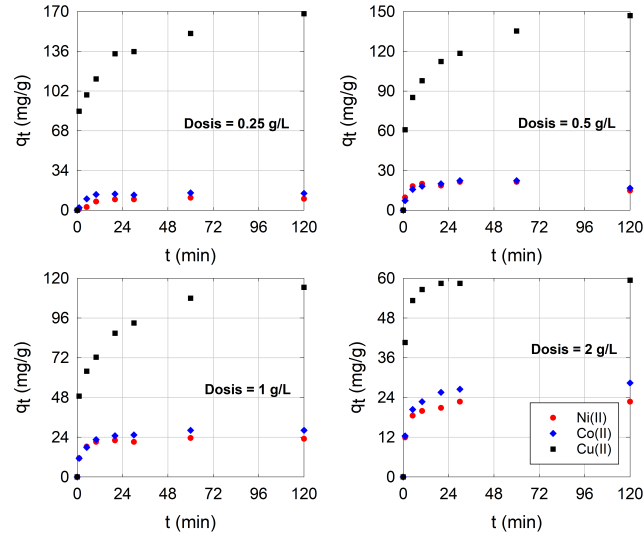 170
136
102
68
34
0
qt (mg/g)
Dosis = 0.25 g/L
0 24 48 72 96 120
t (min)
150
120
90
60
30
0
qt (mg/g)
Dosis = 0.5 g/L
0 24 48 72 96 120
t (min)
120
96
72
48
24
0
qt (mg/g)
Dosis = 1 g/L
0 24 48 72 96 120
t (min)
60
48
36
24
12
0
qt (mg/g)
Dosis = 2 g/L
Ni(II)
Co(II)
Cu(II)
0 24 48 72 96 120
t (min)